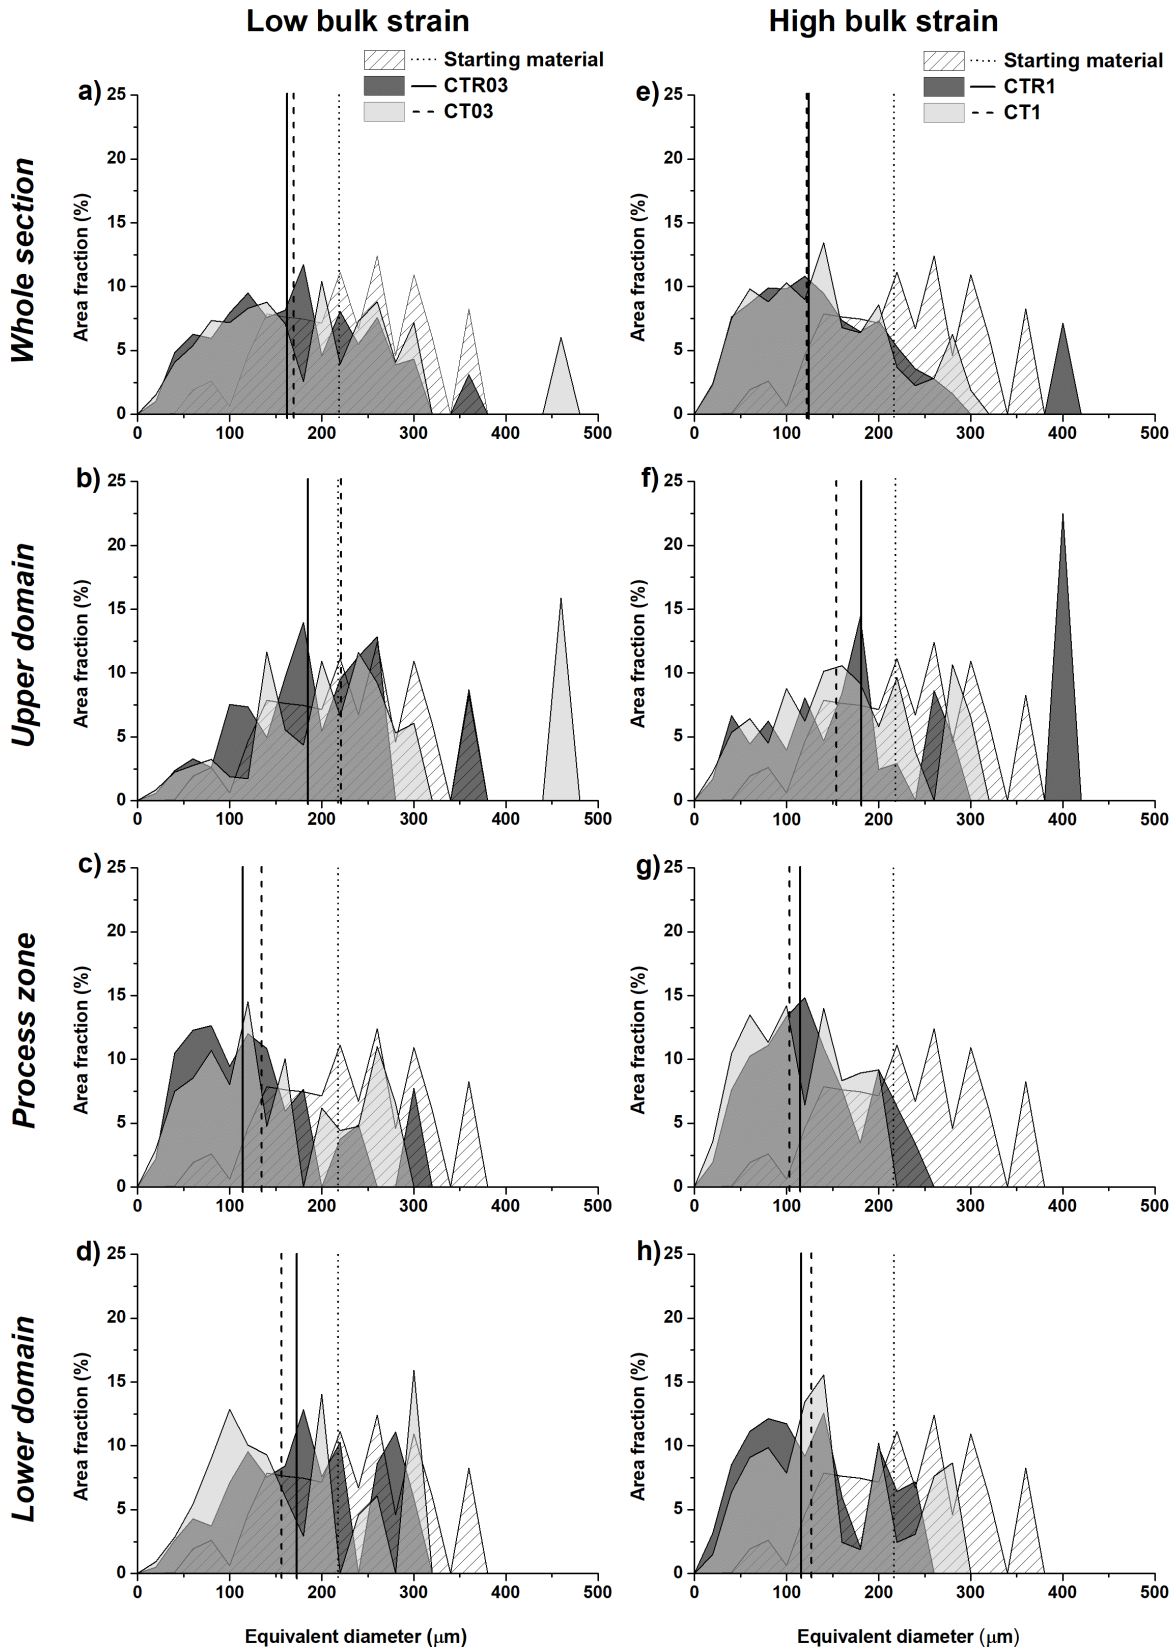 Low bulk strain
High bulk strain
Starting material
CTR03
CT03
Starting material
CTR1
CT1
Whole section
a)
25
20
15
10
5
0
Area fraction (%)
0 100 200 300 400 500
e)
25
20
15
10
5
0
Area fraction (%)
0 100 200 300 400 500
Upper domain
b)
25
20
15
10
5
0
Area fraction (%)
0 100 200 300 400 500
f)
25
20
15
10
5
0
Area fraction (%)
0 100 200 300 400 500
Process zone
c)
25
20
15
10
5
0
Area fraction (%)
0 100 200 300 400 500
g)
25
20
15
10
5
0
Area fraction (%)
0 100 200 300 400 500
Lower domain
d)
25
20
15
10
5
0
Area fraction (%)
0 100 200 300 400 500
Equivalent diameter (μm)
h)
25
20
15
10
5
0
Area fraction (%)
0 100 200 300 400 500
Equivalent diameter (μm)